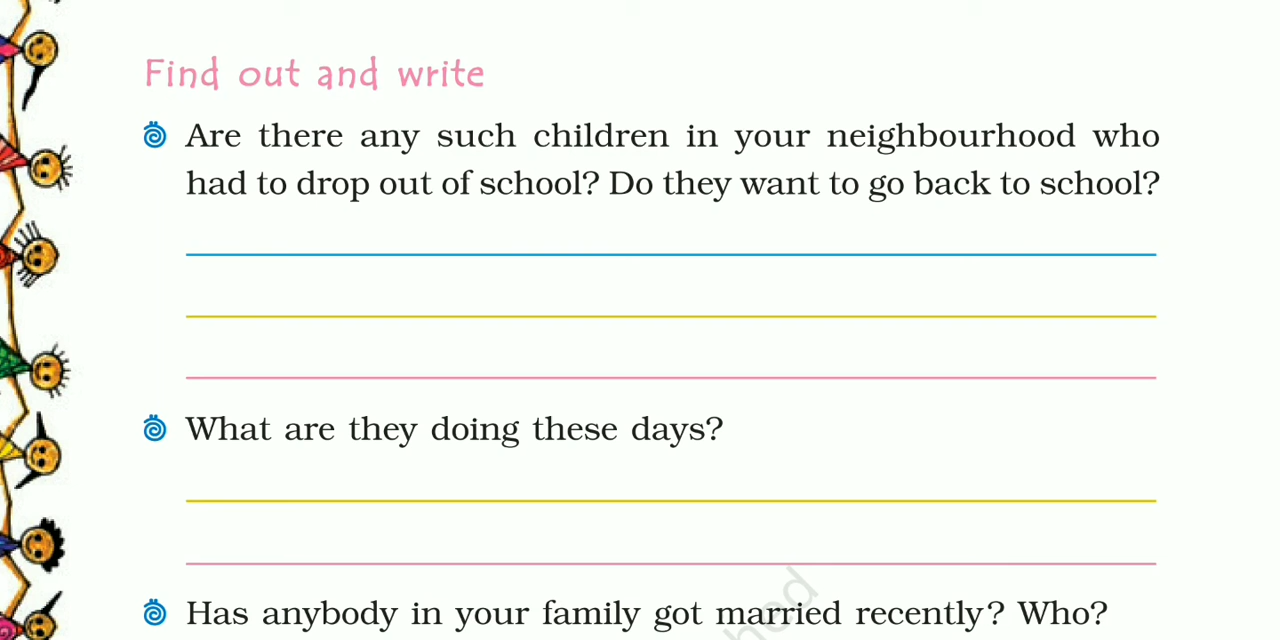 Find out and write
Are there any such children in your neighbourhood who
had to drop out of school? Do they want to go back to school?
What are they doing these days?
Has anybody in your family got married recently? Who?